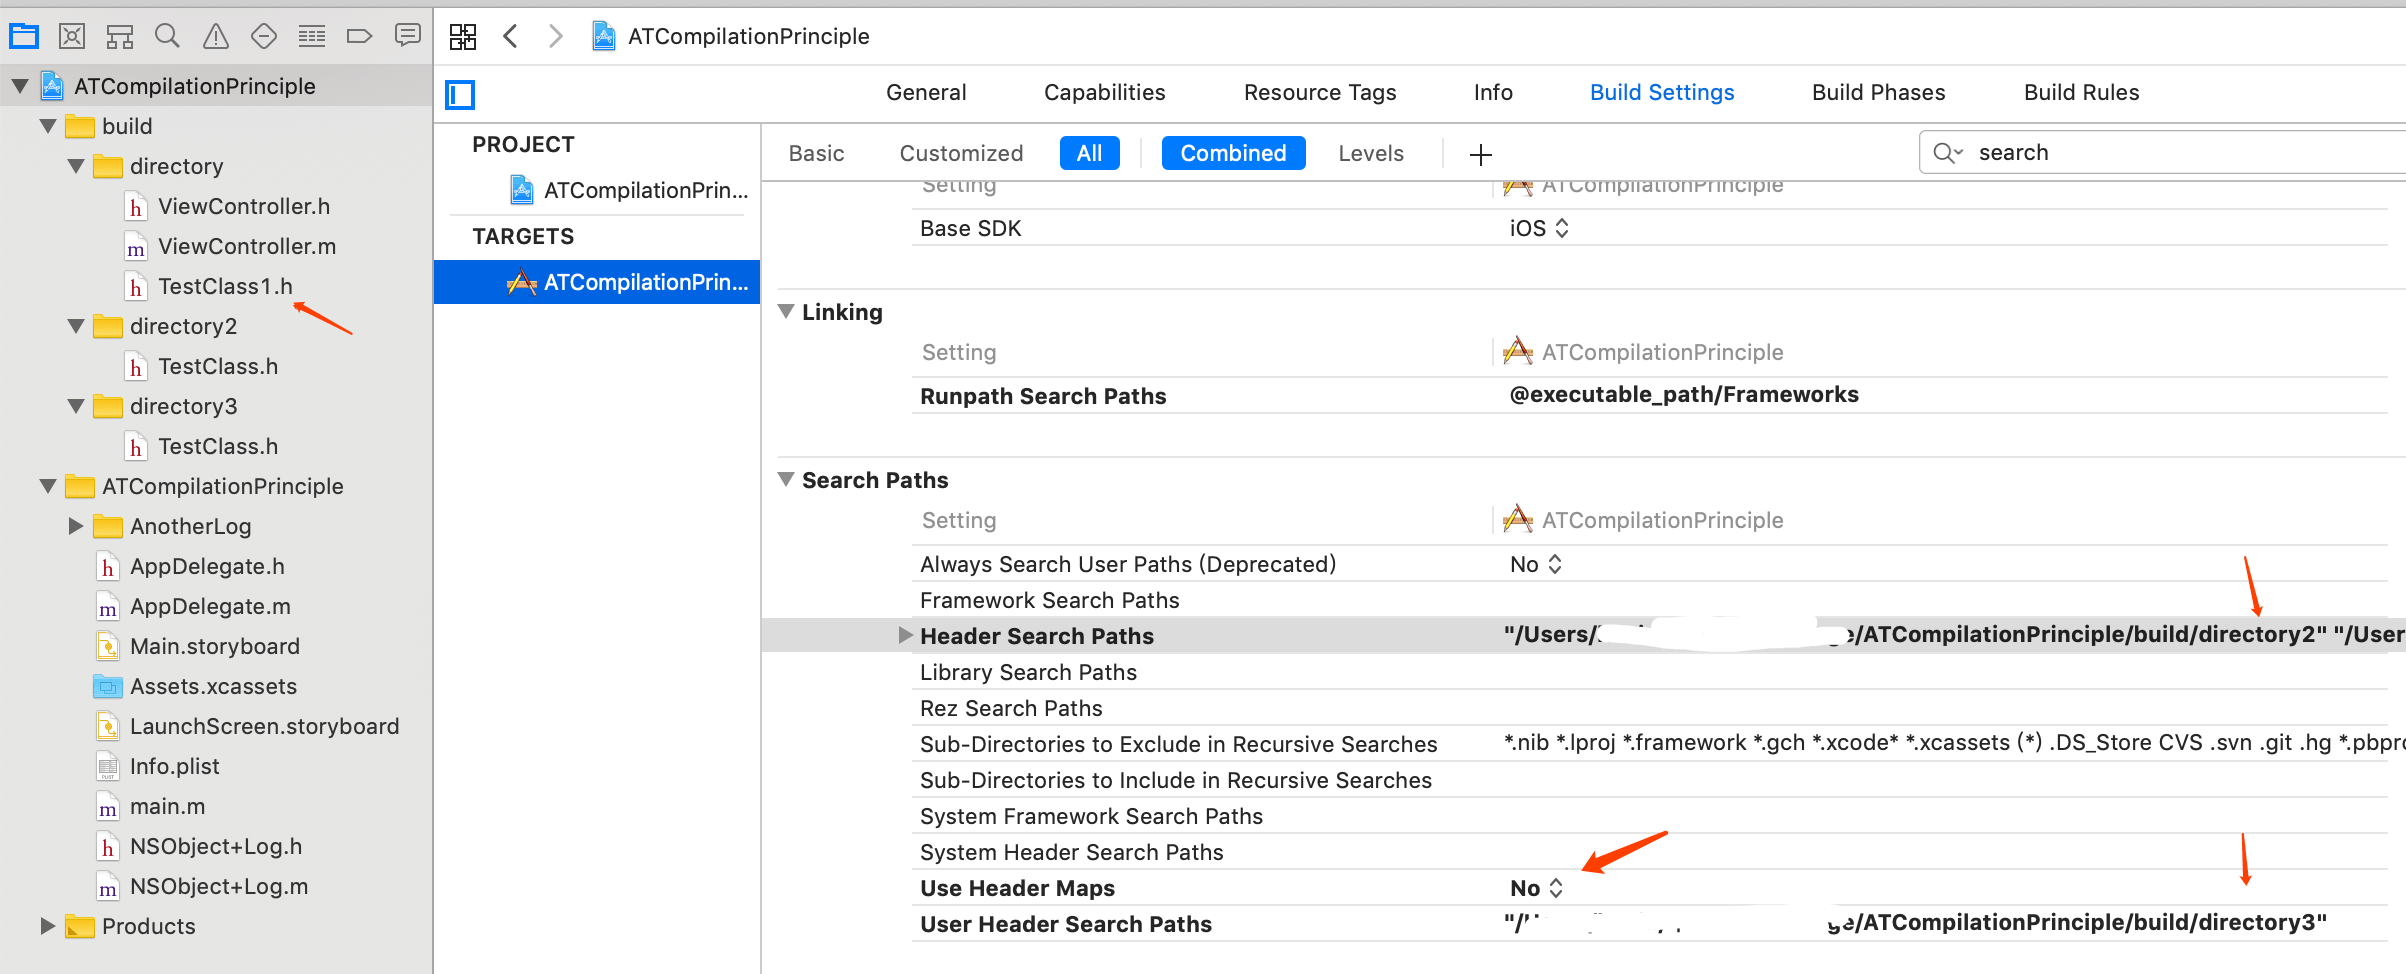 ATCompilationPrinciple
ATCompilationPrinciple
build
directory
ViewController.h
ViewController.m
TestClass1.h
directory2
TestClass.h
directory3
TestClass.h
ATCompilationPrinciple
AnotherLog
AppDelegate.h
AppDelegate.m
Main.storyboard
Assets.xcassets
LaunchScreen.storyboard
Info.plist
main.m
NSObject+Log.h
NSObject+Log.m
Products
General Capabilities Resource Tags Info Build Settings Build Phases Build Rules
PROJECT
ATCompilationPrin...
TARGETS
ATCompilationPrin...
Basic Customized All Combined Levels + search
Setting ATCompilationPrinciple
Base SDK iOS
Linking
Setting ATCompilationPrinciple
Runpath Search Paths @executable_path/Frameworks
Search Paths
Setting ATCompilationPrinciple
Always Search User Paths (Deprecated) No
Framework Search Paths
Header Search Paths "/Users/ e/ATCompilationPrinciple/build/directory2" "/User
Library Search Paths
Rez Search Paths
Sub-Directories to Exclude in Recursive Searches *.nib *.lproj *.framework *.gch *.xcode* *.xcassets (*) .DS_Store CVS .svn .git .hg *.pbpro
Sub-Directories to Include in Recursive Searches
System Framework Search Paths
System Header Search Paths
Use Header Maps No
User Header Search Paths "/ ge/ATCompilationPrinciple/build/directory3"